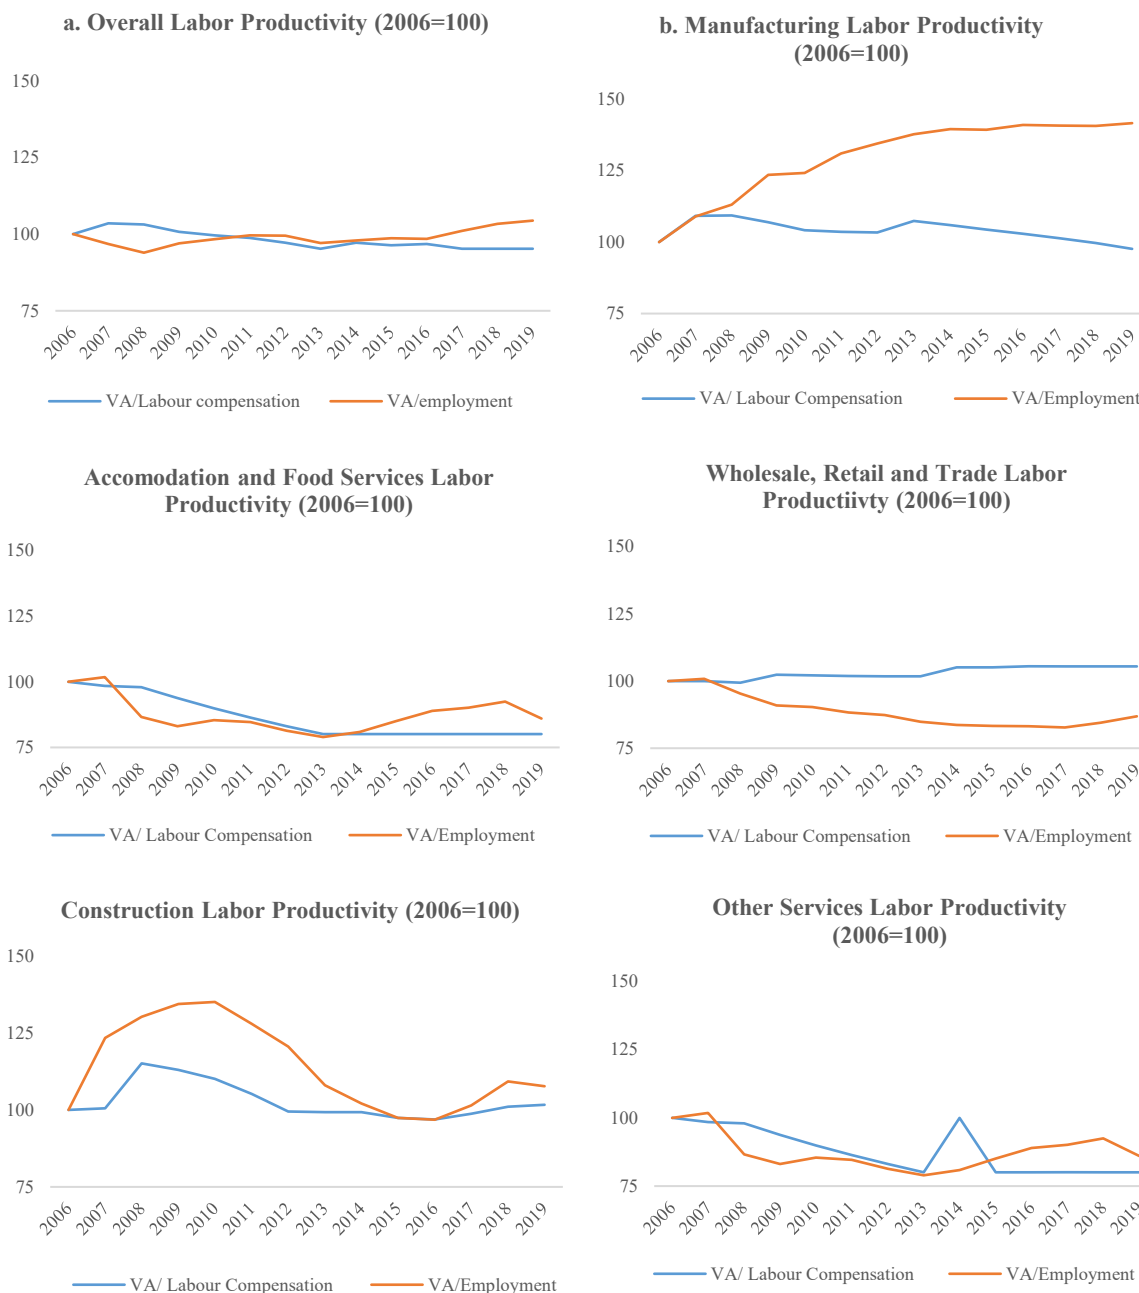 a. Overall Labor Productivity (2006=100)
150
125
100
75
2006 2007 2008 2009 2010 2011 2012 2013 2014 2015 2016 2017 2018 2019
VA/Labour compensation VA/employment
b. Manufacturing Labor Productivity
(2006=100)
150
125
100
75
2006 2007 2008 2009 2010 2011 2012 2013 2014 2015 2016 2017 2018 2019
VA/ Labour Compensation VA/Employment
Accomodation and Food Services Labor
Productivity (2006=100)
150
125
100
75
2006 2007 2008 2009 2010 2011 2012 2013 2014 2015 2016 2017 2018 2019
VA/ Labour Compensation VA/Employment
Wholesale, Retail and Trade Labor
Productiivty (2006=100)
150
125
100
75
2006 2007 2008 2009 2010 2011 2012 2013 2014 2015 2016 2017 2018 2019
VA/ Labour Compensation VA/Employment
Construction Labor Productivity (2006=100)
150
125
100
75
2006 2007 2008 2009 2010 2011 2012 2013 2014 2015 2016 2017 2018 2019
VA/ Labour Compensation VA/Employment
Other Services Labor Productivity
(2006=100)
150
125
100
75
2006 2007 2008 2009 2010 2011 2012 2013 2014 2015 2016 2017 2018 2019
VA/ Labour Compensation VA/Employment